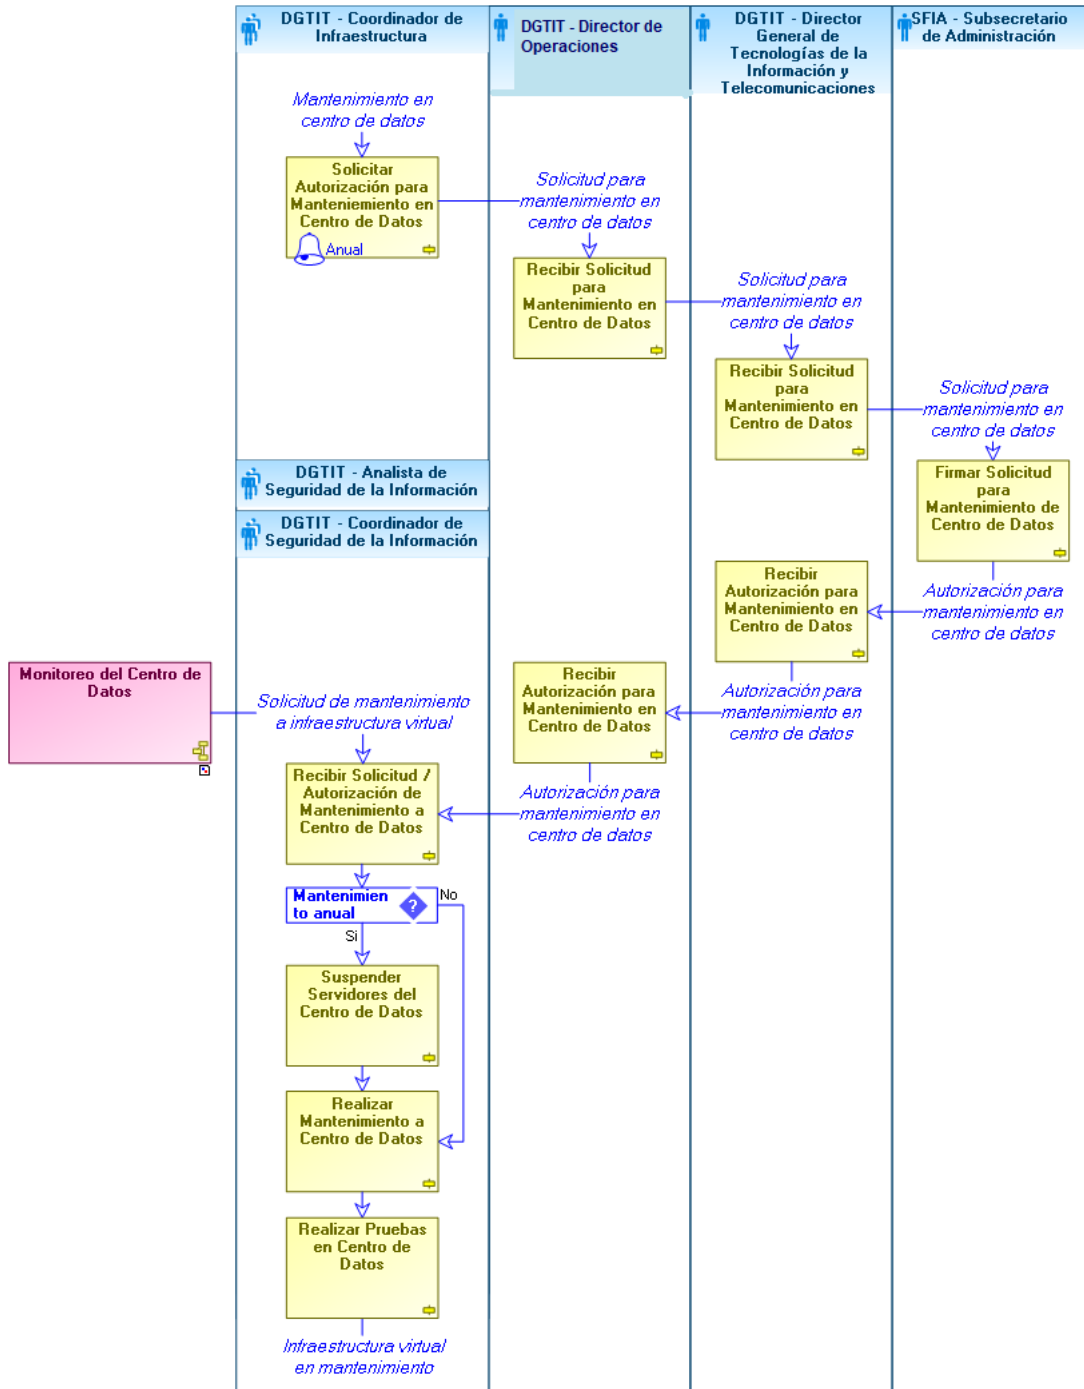 DGTIT - Coordinador de
Infraestructura
DGTIT - Director de
Operaciones
DGTIT - Director
General de
Tecnologías de la
Información y
Telecomunicaciones
SFIA - Subsecretario
de Administración
Mantenimiento en
centro de datos
Solicitar
Autorización para
Manteniemiento en
Centro de Datos
Anual
Solicitud para
mantenimiento en
centro de datos
Recibir Solicitud
para
Mantenimiento en
Centro de Datos
Solicitud para
mantenimiento en
centro de datos
Recibir Solicitud
para
Mantenimiento en
Centro de Datos
Solicitud para
mantenimiento en
centro de datos
Firmar Solicitud
para
Mantenimiento de
Centro de Datos
DGTIT - Analista de
Seguridad de la Información
DGTIT - Coordinador de
Seguridad de la Información
Autorización para
mantenimiento en
centro de datos
Recibir
Autorización para
Mantenimiento en
Centro de Datos
Autorización para
mantenimiento en
centro de datos
Recibir
Autorización para
Mantenimiento en
Centro de Datos
Autorización para
mantenimiento en
centro de datos
Monitoreo del Centro de
Datos
Solicitud de mantenimiento
a infraestructura virtual
Recibir Solicitud /
Autorización de
Mantenimiento a
Centro de Datos
Mantenimien
to anual
No
Si
Suspender
Servidores del
Centro de Datos
Realizar
Mantenimiento a
Centro de Datos
Realizar Pruebas
en Centro de
Datos
Infraestructura virtual
en mantenimiento